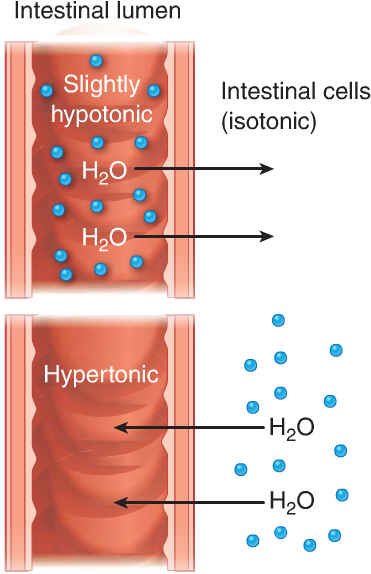 Intestinal lumen
Slightly
hypotonic
Intestinal cells
(isotonic)
H₂O
H₂O
Hypertonic
H₂O
H₂O